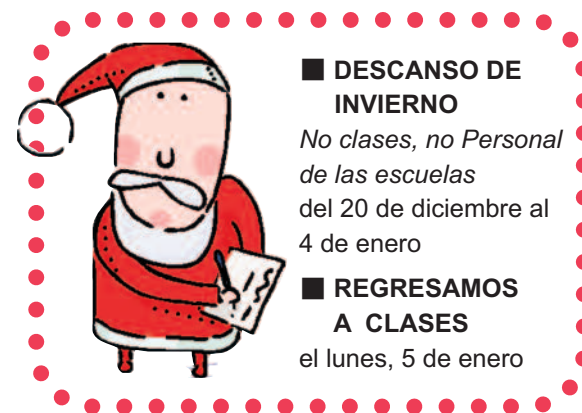 ■ DESCANSO DE
INVIERNO
No clases, no Personal
de las escuelas
del 20 de diciembre al
4 de enero
■ REGRESAMOS
A CLASES
el lunes, 5 de enero